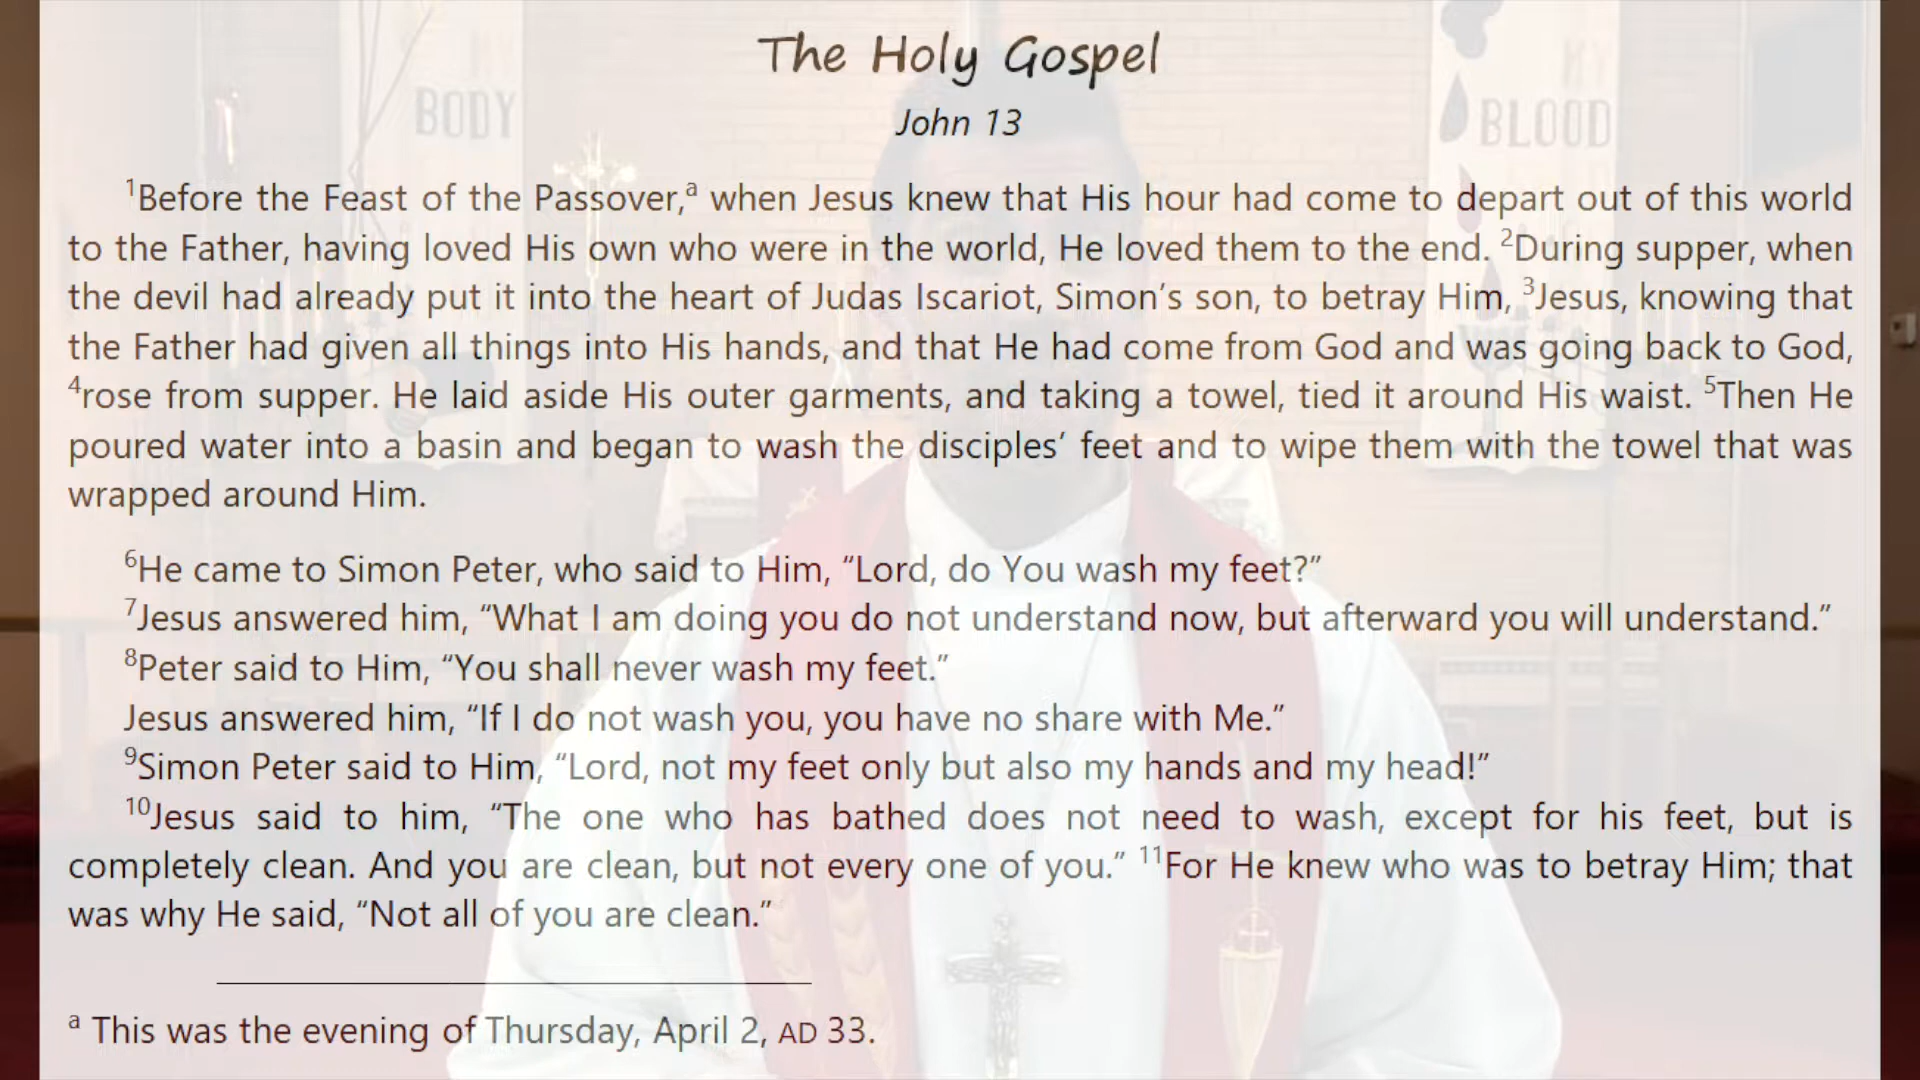 The Holy Gospel
John 13
BODY
MY
BLOOD
¹Before the Feast of the Passover,ᵃ when Jesus knew that His hour had come to depart out of this world
to the Father, having loved His own who were in the world, He loved them to the end. ²During supper, when
the devil had already put it into the heart of Judas Iscariot, Simon’s son, to betray Him, ³Jesus, knowing that
the Father had given all things into His hands, and that He had come from God and was going back to God,
⁴rose from supper. He laid aside His outer garments, and taking a towel, tied it around His waist. ⁵Then He
poured water into a basin and began to wash the disciples’ feet and to wipe them with the towel that was
wrapped around Him.
⁶He came to Simon Peter, who said to Him, “Lord, do You wash my feet?”
⁷Jesus answered him, “What I am doing you do not understand now, but afterward you will understand.”
⁸Peter said to Him, “You shall never wash my feet.”
Jesus answered him, “If I do not wash you, you have no share with Me.”
⁹Simon Peter said to Him, “Lord, not my feet only but also my hands and my head!”
¹⁰Jesus said to him, “The one who has bathed does not need to wash, except for his feet, but is
completely clean. And you are clean, but not every one of you.” ¹¹For He knew who was to betray Him; that
was why He said, “Not all of you are clean.”
ᵃ This was the evening of Thursday, April 2, AD 33.